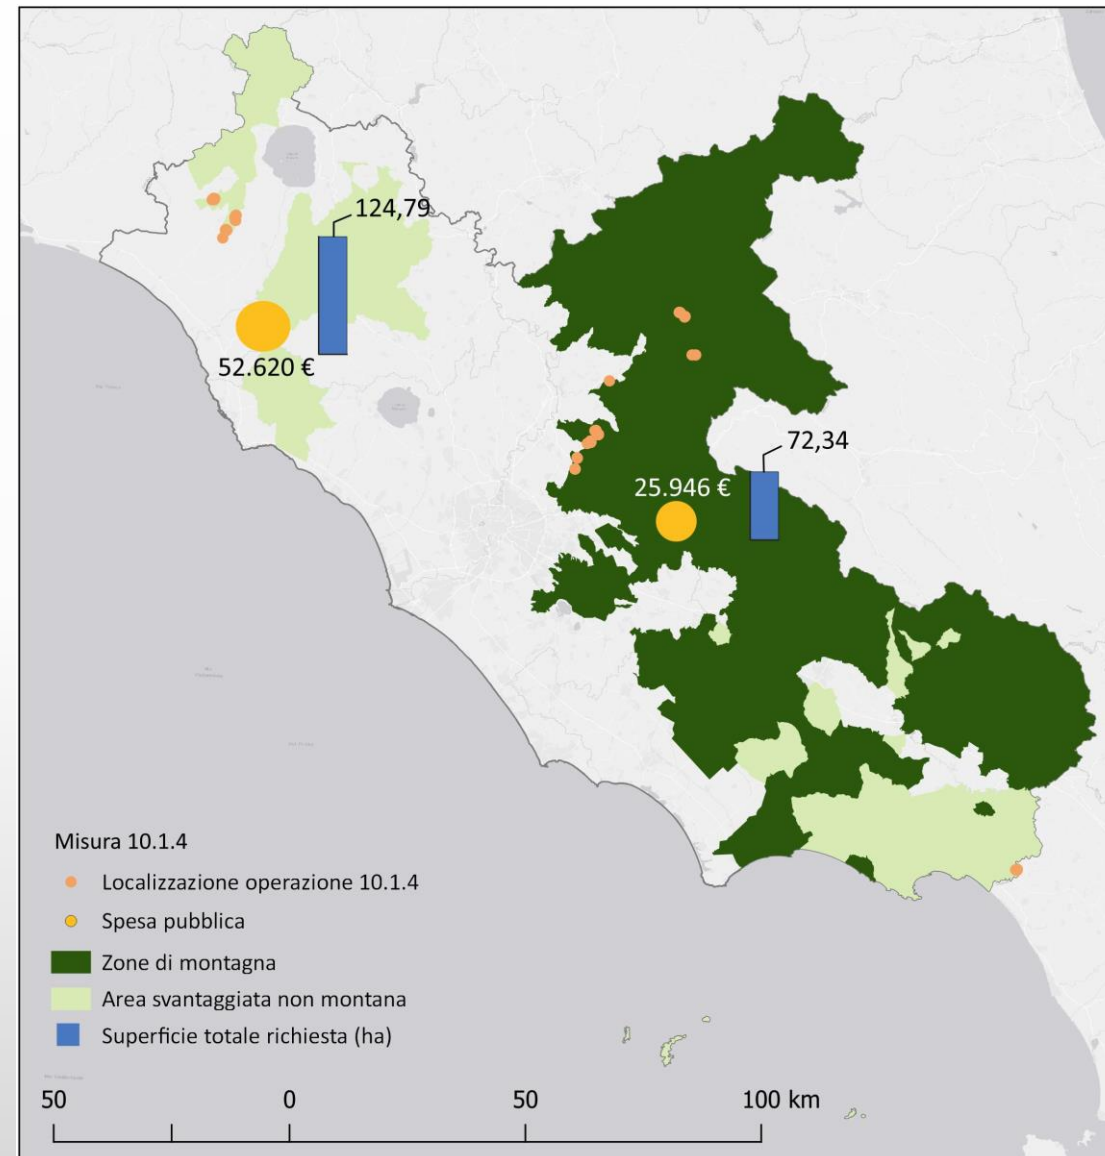 124,79
52.620 €
72,34
25.946 €
Misura 10.1.4
Localizzazione operazione 10.1.4
Spesa pubblica
Zone di montagna
Area svantaggiata non montana
Superficie totale richiesta (ha)
50 0 50 100 km